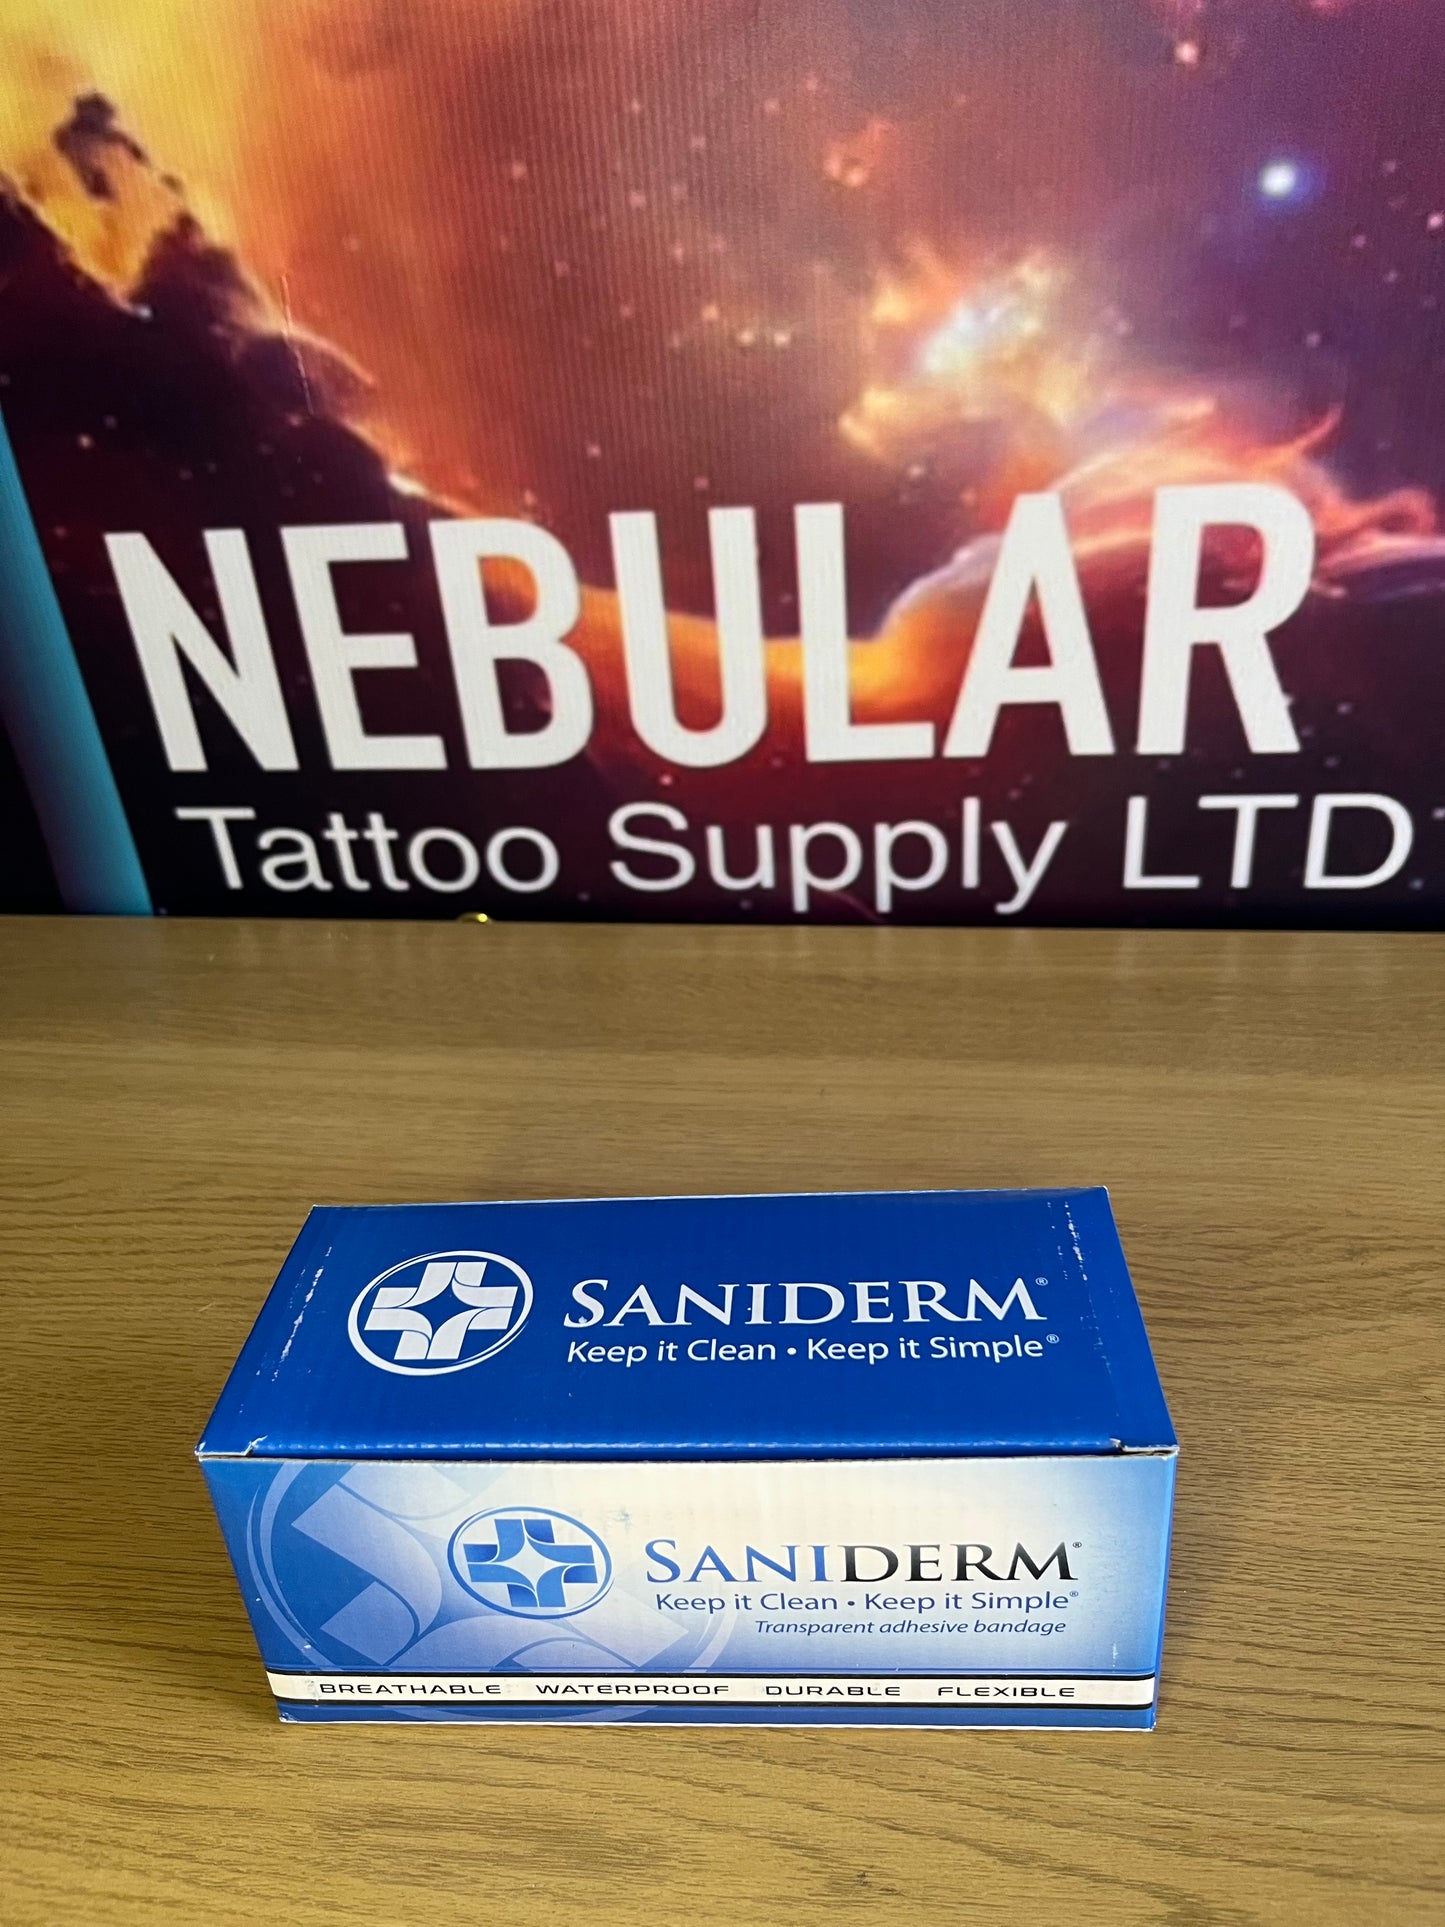 NEBULAR
Tattoo Supply LTD
SANIDERM®
Keep it Clean • Keep it Simple®
SANIDERM®
Keep it Clean • Keep it Simple®
Transparent adhesive bandage
BREATHABLE WATERPROOF DURABLE FLEXIBLE